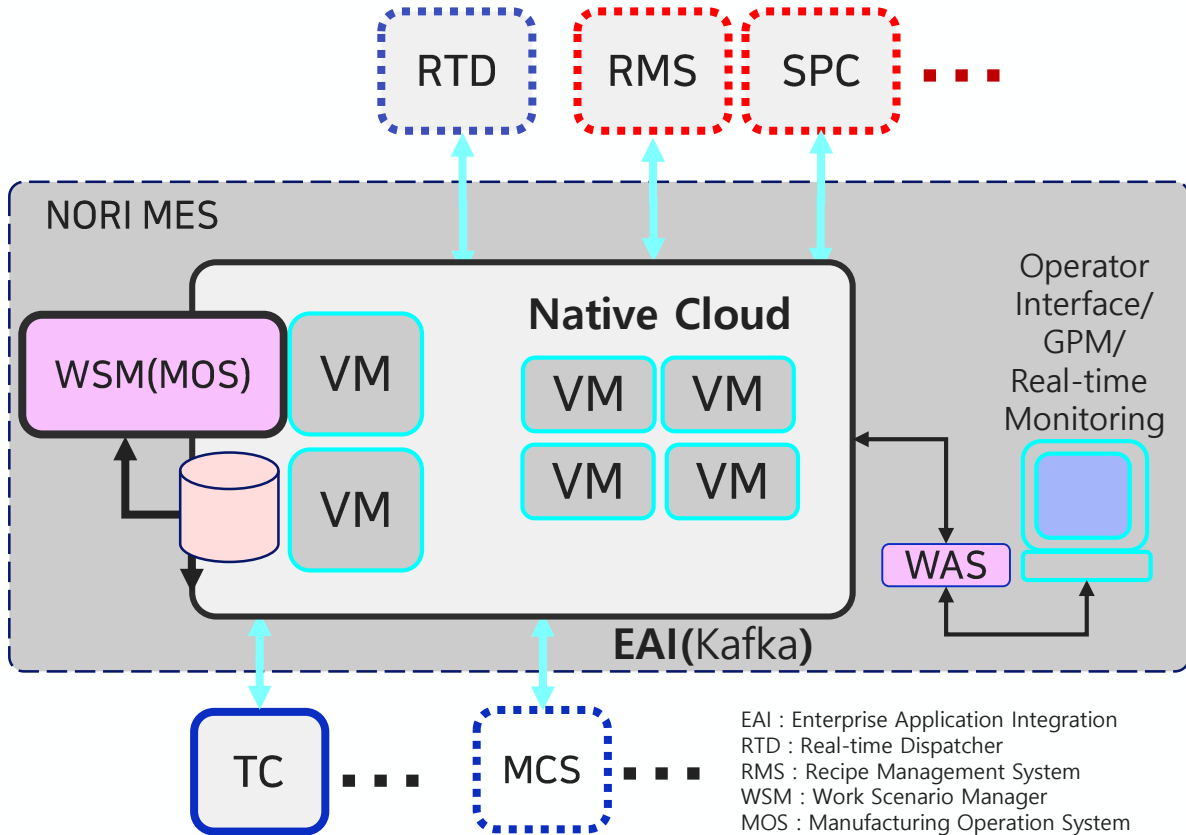 RTD
RMS
SPC
NORI MES
Operator
Interface/
GPM/
Real-time
Monitoring
Native Cloud
WSM(MOS)
VM
VM
VM
VM
VM
VM
WAS
EAI(Kafka)
TC
MCS
EAI : Enterprise Application Integration
RTD : Real-time Dispatcher
RMS : Recipe Management System
WSM : Work Scenario Manager
MOS : Manufacturing Operation System